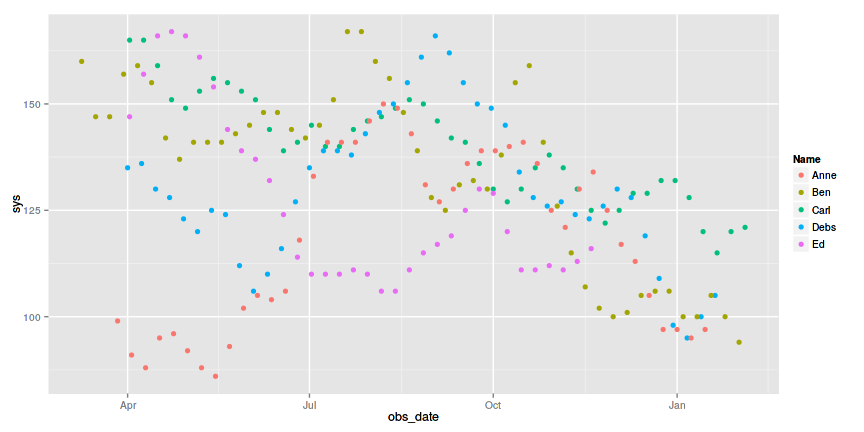 sys
150
125
100
Apr
Jul
Oct
Jan
obs_date
Name
Anne
Ben
Carl
Debs
Ed